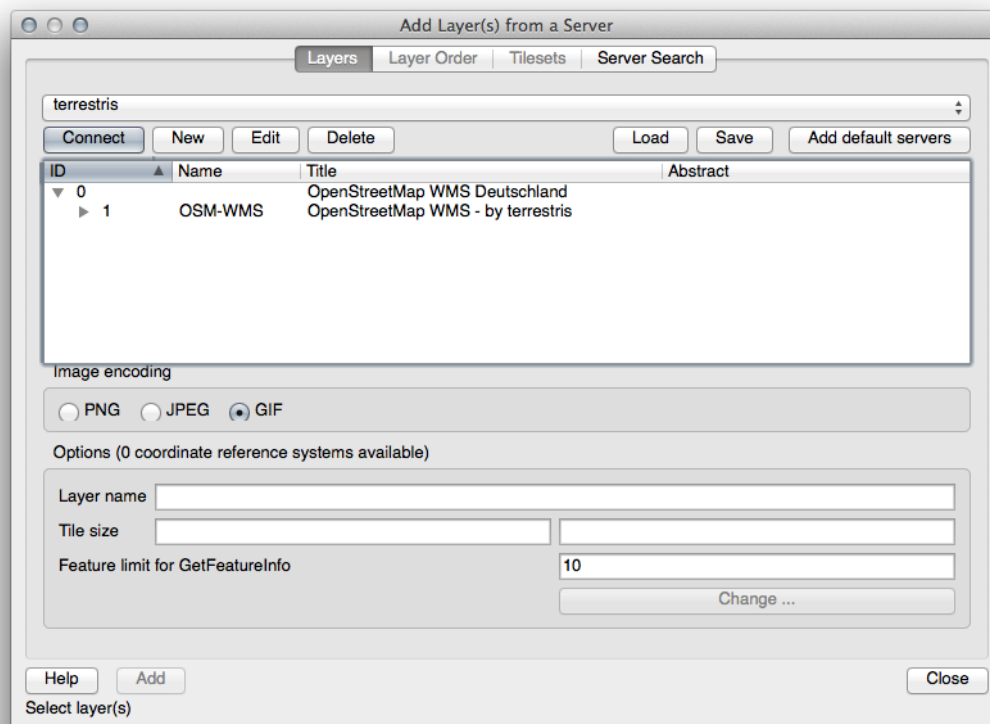 Add Layer(s) from a Server
Layers Layer Order Tilesets Server Search
terrestris
Connect New Edit Delete Load Save Add default servers
ID Name Title Abstract
0 OpenStreetMap WMS Deutschland
1 OSM-WMS OpenStreetMap WMS - by terrestris
Image encoding
PNG JPEG GIF
Options (0 coordinate reference systems available)
Layer name
Tile size
Feature limit for GetFeatureInfo 10
Change ...
Help Add Close
Select layer(s)